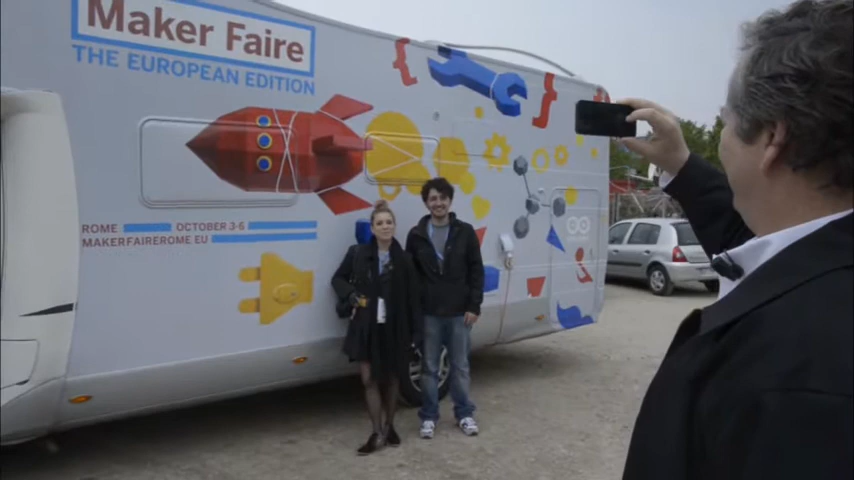 Maker Faire
THE EUROPEAN EDITION
ROME OCTOBER 3-6
MAKERFAIREROME.EU